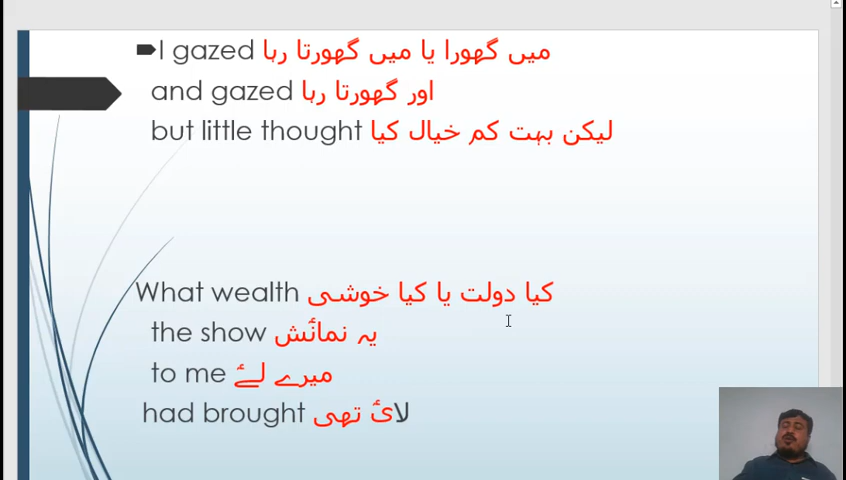 I gazed میں گھورا یا میں گھورتا رہا
and gazed اور گھورتا رہا
but little thought لیکن بہت کم خیال کیا
What wealth کیا دولت یا کیا خوشی
the show یہ نمائش
to me میرے لئے
had brought لائ تھی